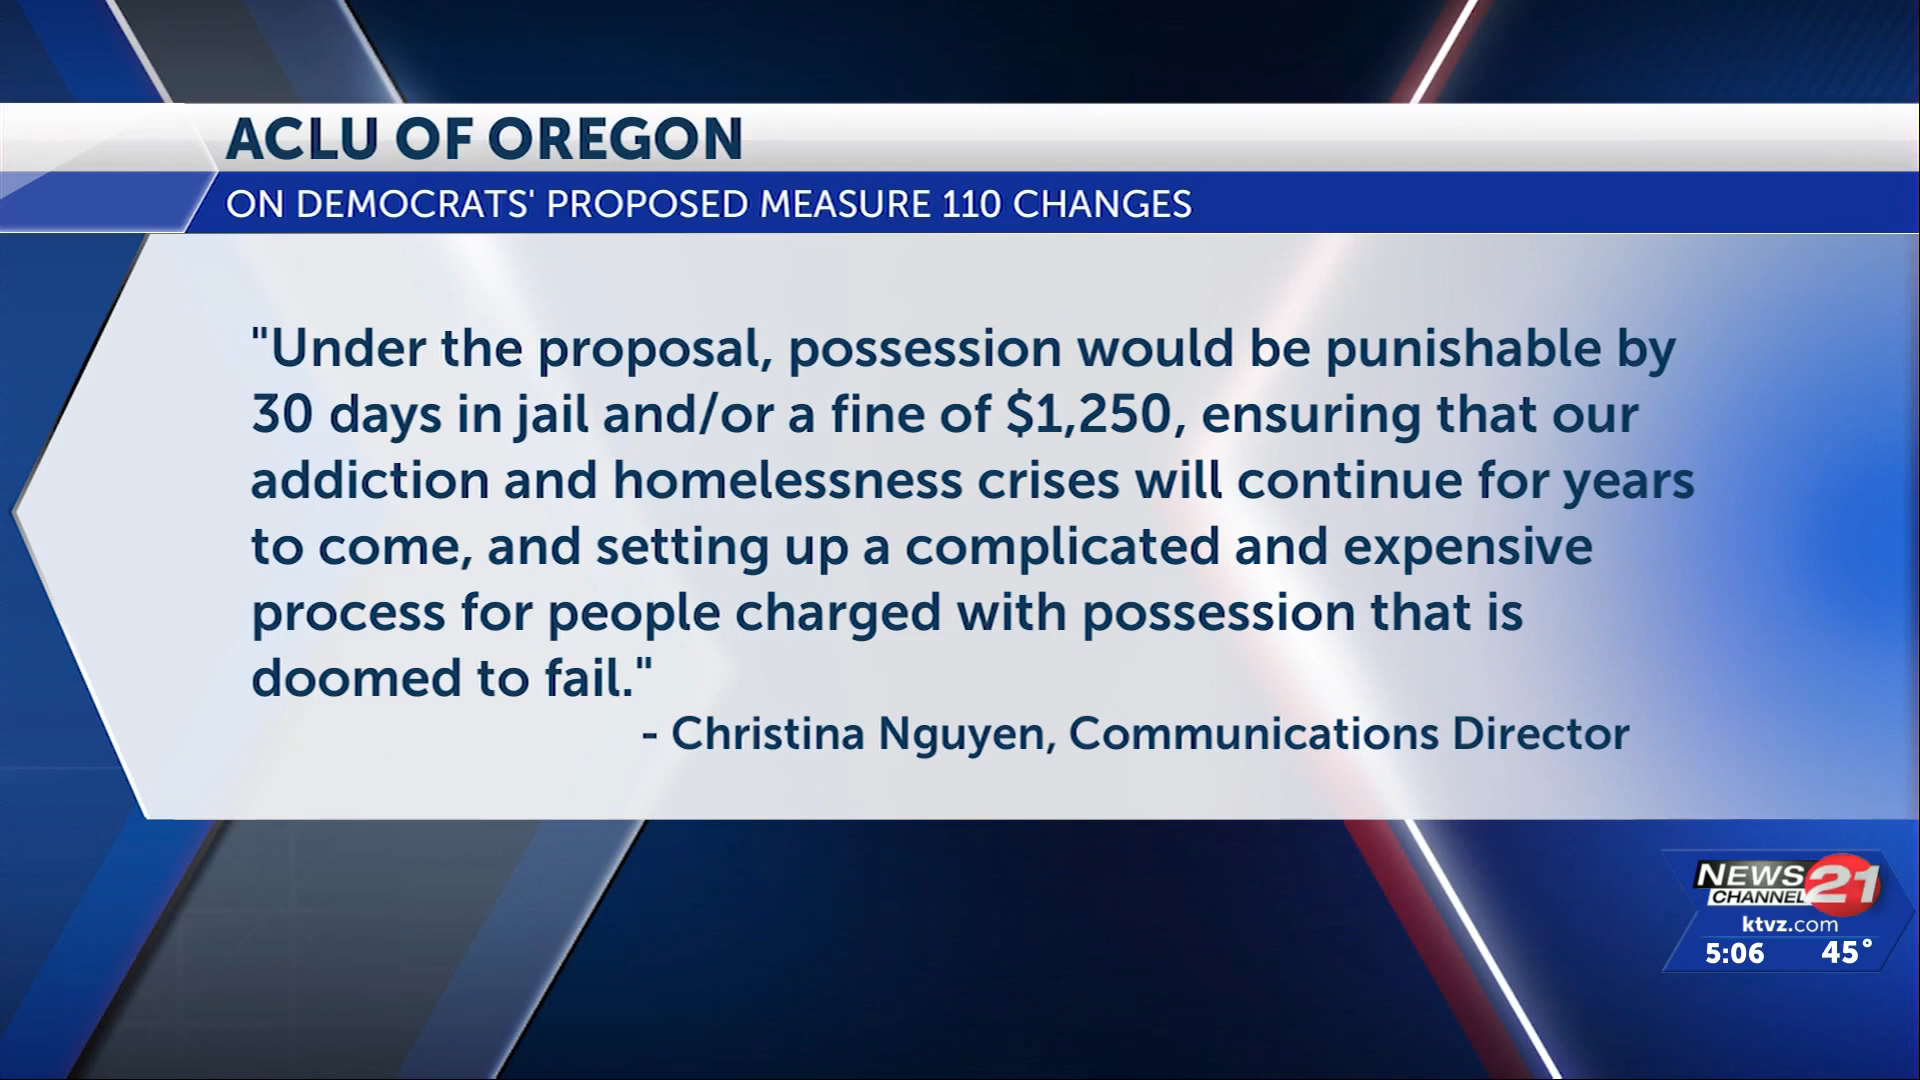 ACLU OF OREGON
ON DEMOCRATS' PROPOSED MEASURE 110 CHANGES
"Under the proposal, possession would be punishable by
30 days in jail and/or a fine of $1,250, ensuring that our
addiction and homelessness crises will continue for years
to come, and setting up a complicated and expensive
process for people charged with possession that is
doomed to fail."
- Christina Nguyen, Communications Director
NEWS
CHANNEL 21
ktvz.com
5:06 45°